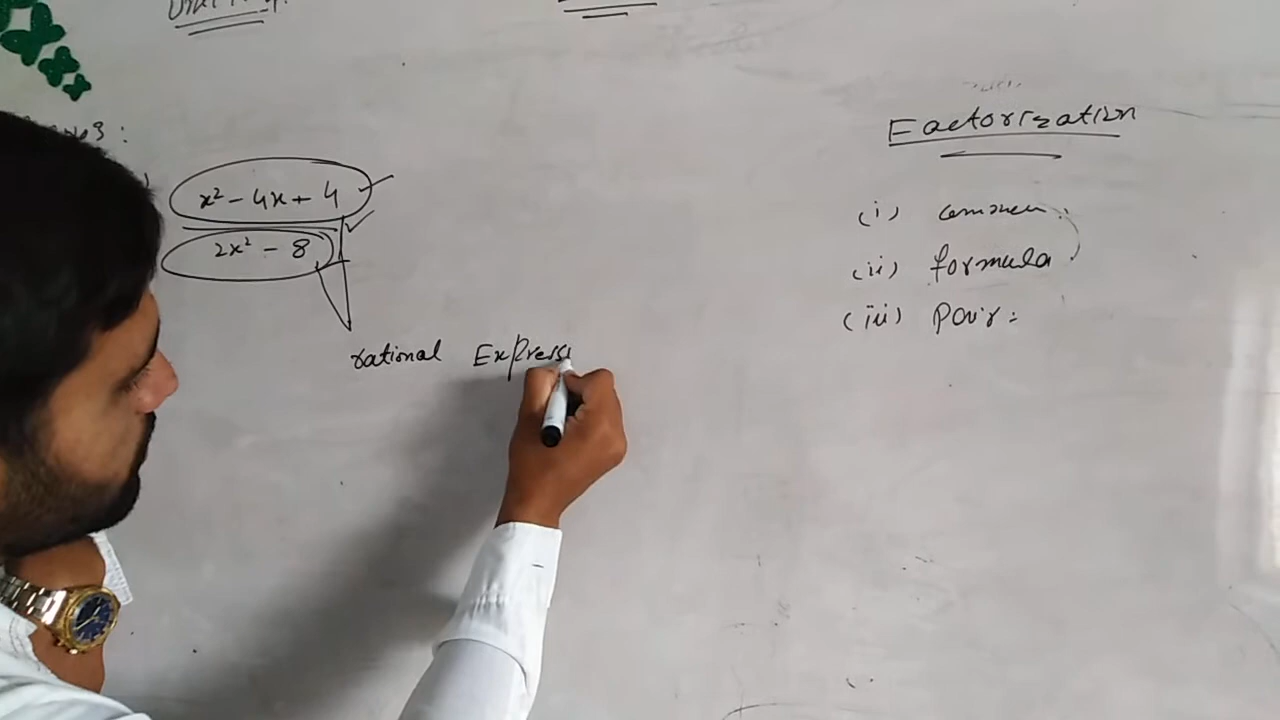 x² - 4x + 4
2x² - 8
rational Express
Factorization
(i) common.
(ii) formula
(iii) Pair: